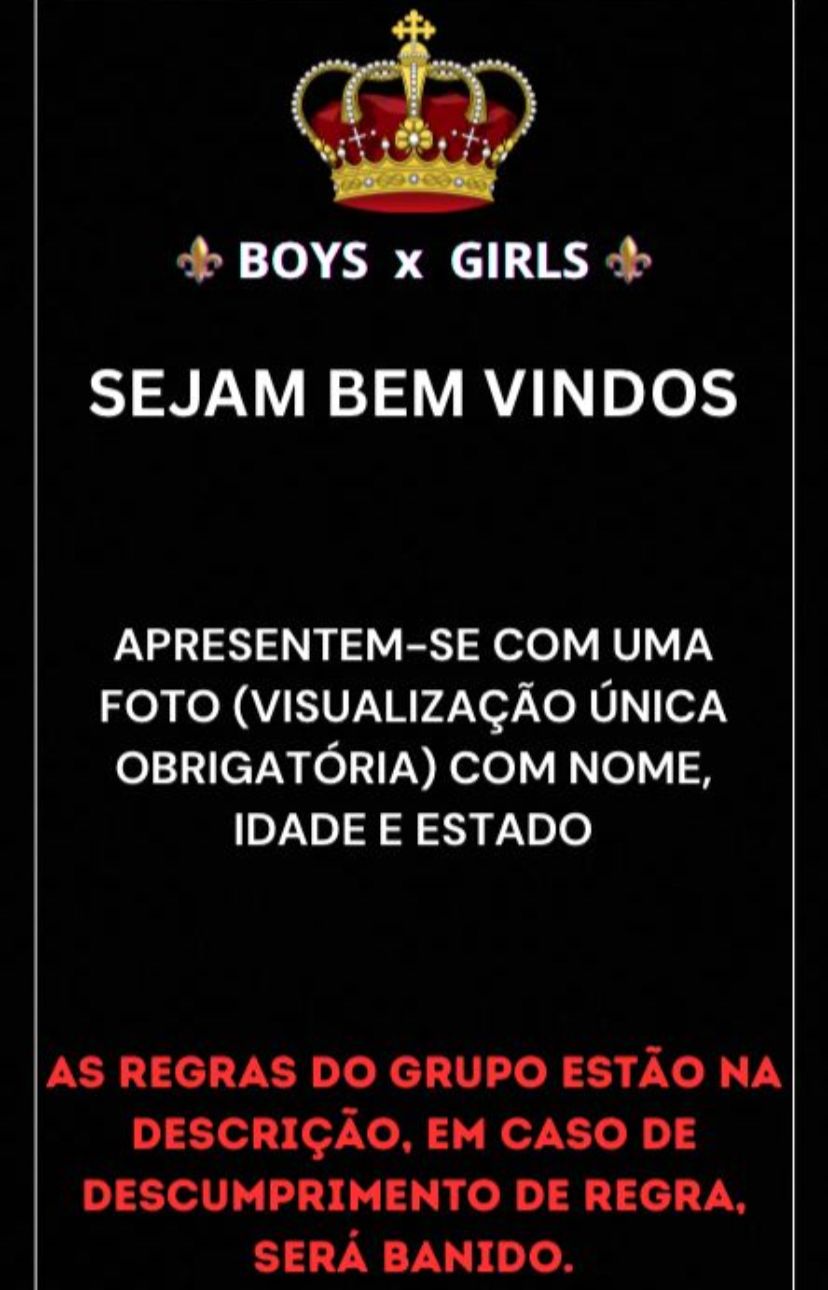 BOYS x GIRLS
SEJAM BEM VINDOS
APRESENTEM-SE COM UMA
FOTO (VISUALIZAÇÃO ÚNICA
OBRIGATÓRIA) COM NOME,
IDADE E ESTADO
AS REGRAS DO GRUPO ESTÃO NA
DESCRIÇÃO, EM CASO DE
DESCUMPRIMENTO DE REGRA,
SERÁ BANIDO.